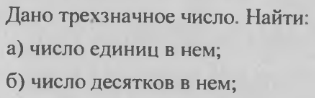 Дано трехзначное число. Найти:
а) число единиц в нем;
б) число десятков в нем;